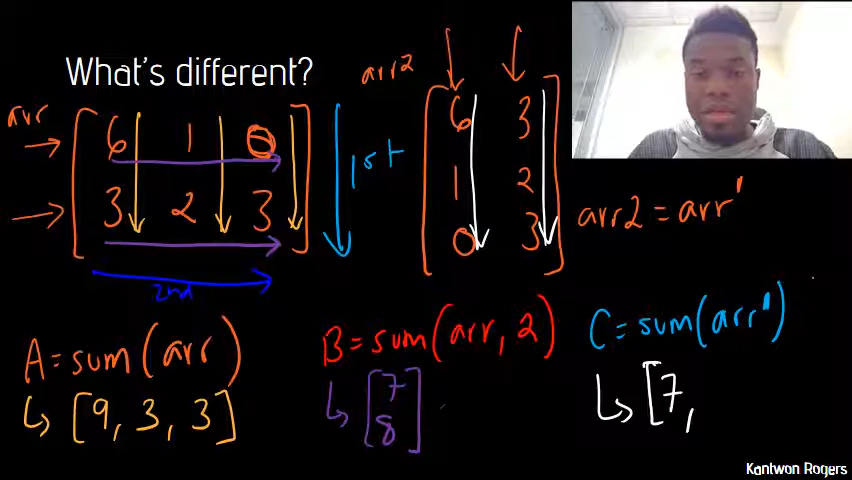 What's different?
arr
6 1 0
3 2 3
1st
2nd
arr2
6 3
1 2
0 3
arr2 = arr'
A = sum(arr)
↳ [9, 3, 3]
B = sum(arr, 2)
↳ [7
8]
C = sum(arr')
↳ [7,
Kantwon Rogers